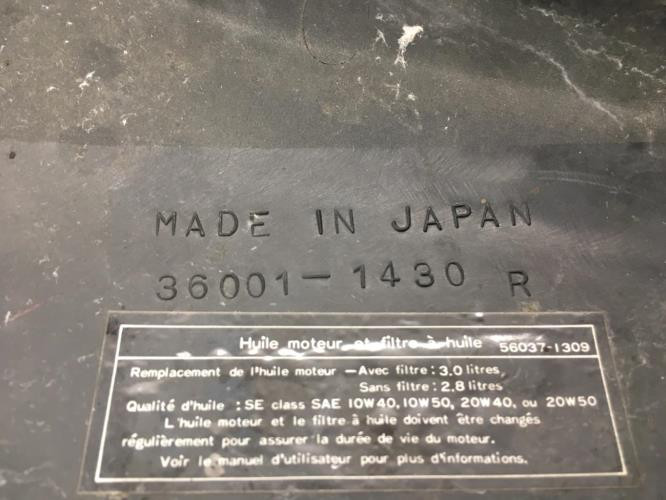 MADE IN JAPAN
36001-1430 R
Huile moteur et filtre à huile 56037-1309
Remplacement de l'huile moteur — Avec filtre : 3.0 litres,
Sans filtre : 2.8 litres
Qualité d'huile : SE class SAE 10W40, 10W50, 20W40, ou 20W50
L'huile moteur et le filtre à huile doivent être changés
régulièrement pour assurer la durée de vie du moteur.
Voir le manuel d'utilisateur pour plus d'informations.